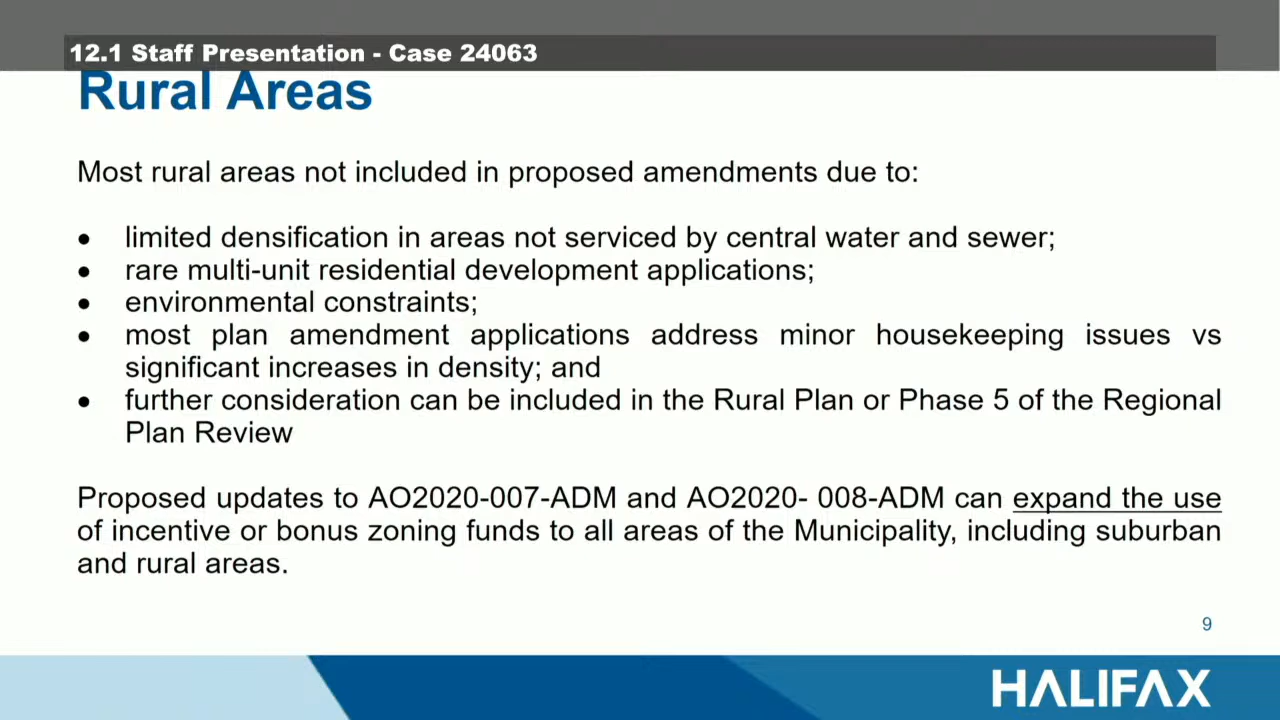 12.1 Staff Presentation - Case 24063
Rural Areas
Most rural areas not included in proposed amendments due to:
• limited densification in areas not serviced by central water and sewer;
• rare multi-unit residential development applications;
• environmental constraints;
• most plan amendment applications address minor housekeeping issues vs
significant increases in density; and
• further consideration can be included in the Rural Plan or Phase 5 of the Regional
Plan Review
Proposed updates to AO2020-007-ADM and AO2020- 008-ADM can expand the use
of incentive or bonus zoning funds to all areas of the Municipality, including suburban
and rural areas.
9
HALIFAX